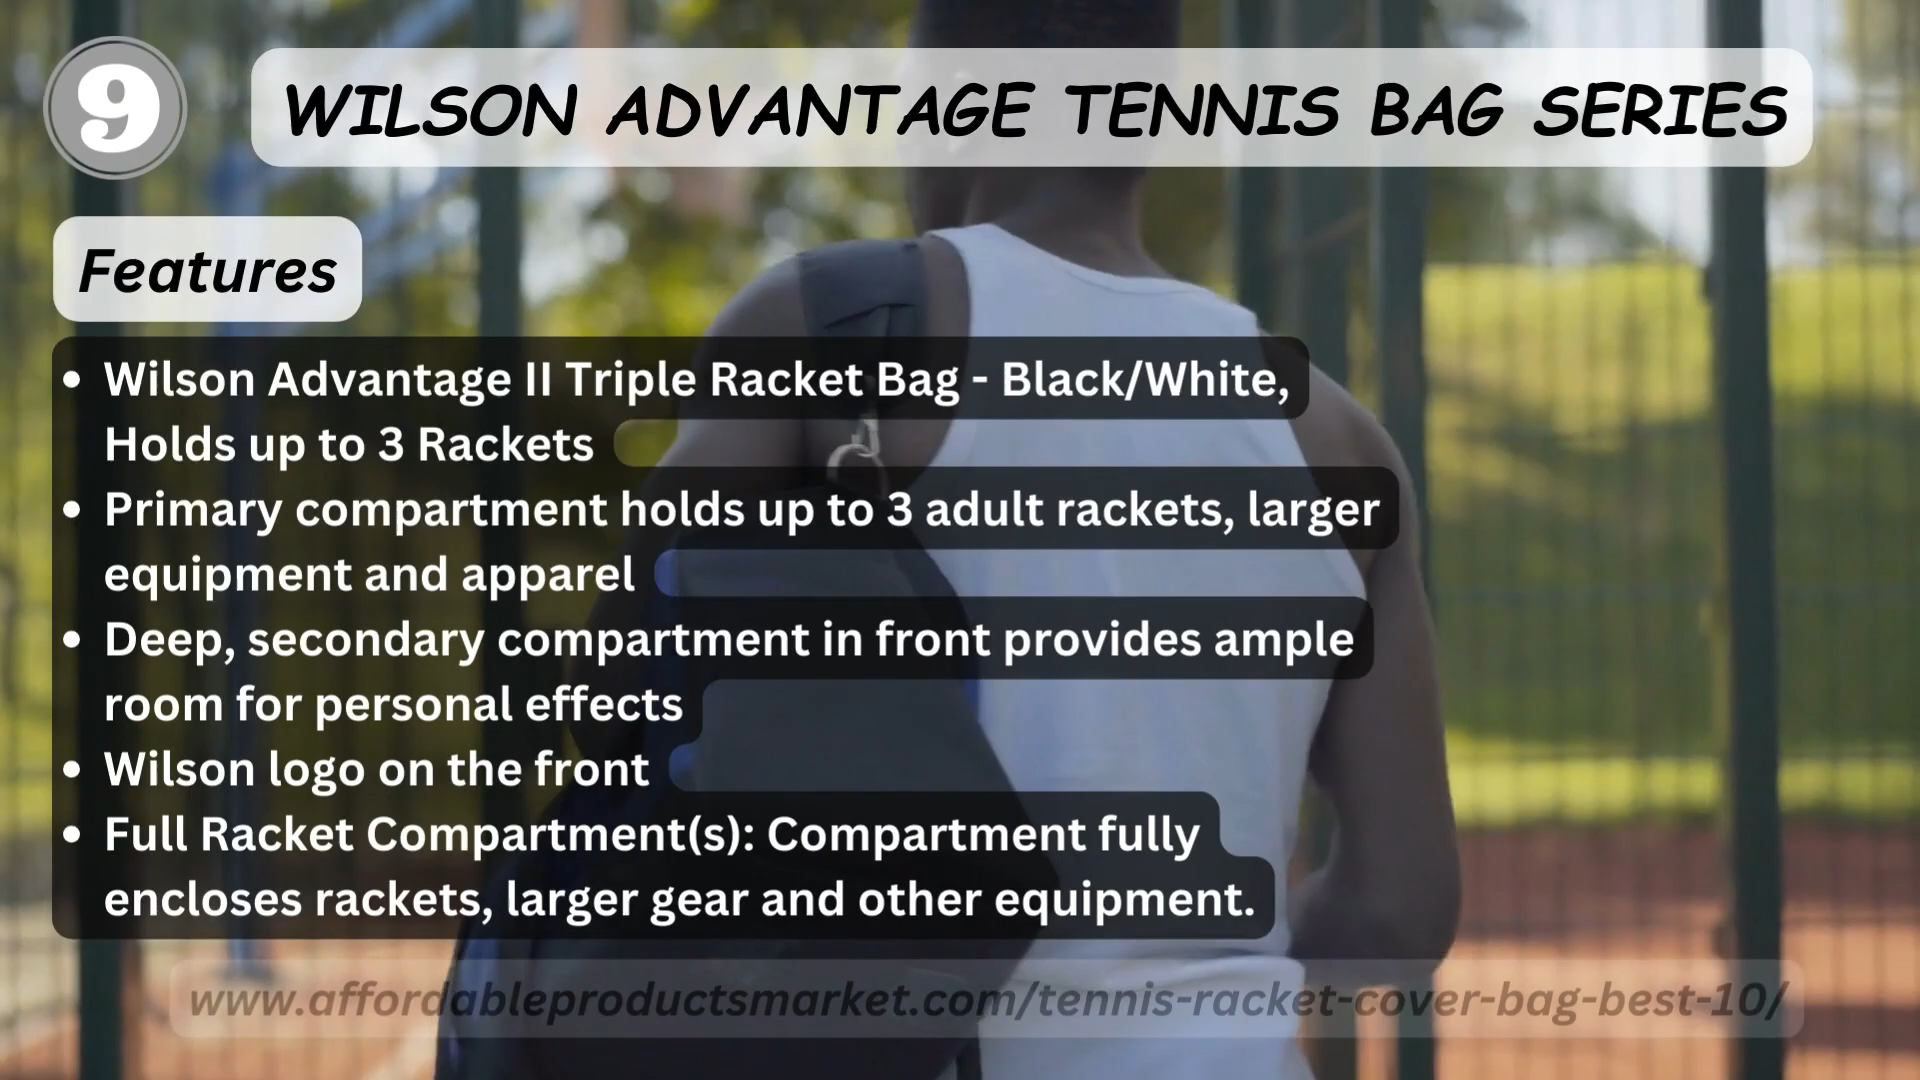 9
WILSON ADVANTAGE TENNIS BAG SERIES
Features
• Wilson Advantage II Triple Racket Bag - Black/White,
Holds up to 3 Rackets
• Primary compartment holds up to 3 adult rackets, larger
equipment and apparel
• Deep, secondary compartment in front provides ample
room for personal effects
• Wilson logo on the front
• Full Racket Compartment(s): Compartment fully
encloses rackets, larger gear and other equipment.
www.affordableproductsmarket.com/tennis-racket-cover-bag-best-10/